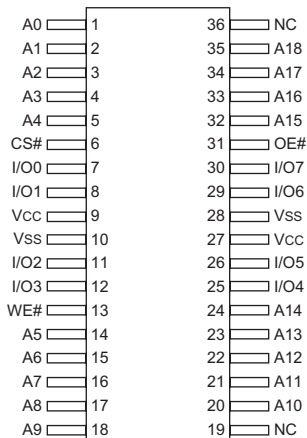 A0 1 36 NC
A1 2 35 A18
A2 3 34 A17
A3 4 33 A16
A4 5 32 A15
CS# 6 31 OE#
I/O0 7 30 I/O7
I/O1 8 29 I/O6
VCC 9 28 VSS
VSS 10 27 VCC
I/O2 11 26 I/O5
I/O3 12 25 I/O4
WE# 13 24 A14
A5 14 23 A13
A6 15 22 A12
A7 16 21 A11
A8 17 20 A10
A9 18 19 NC